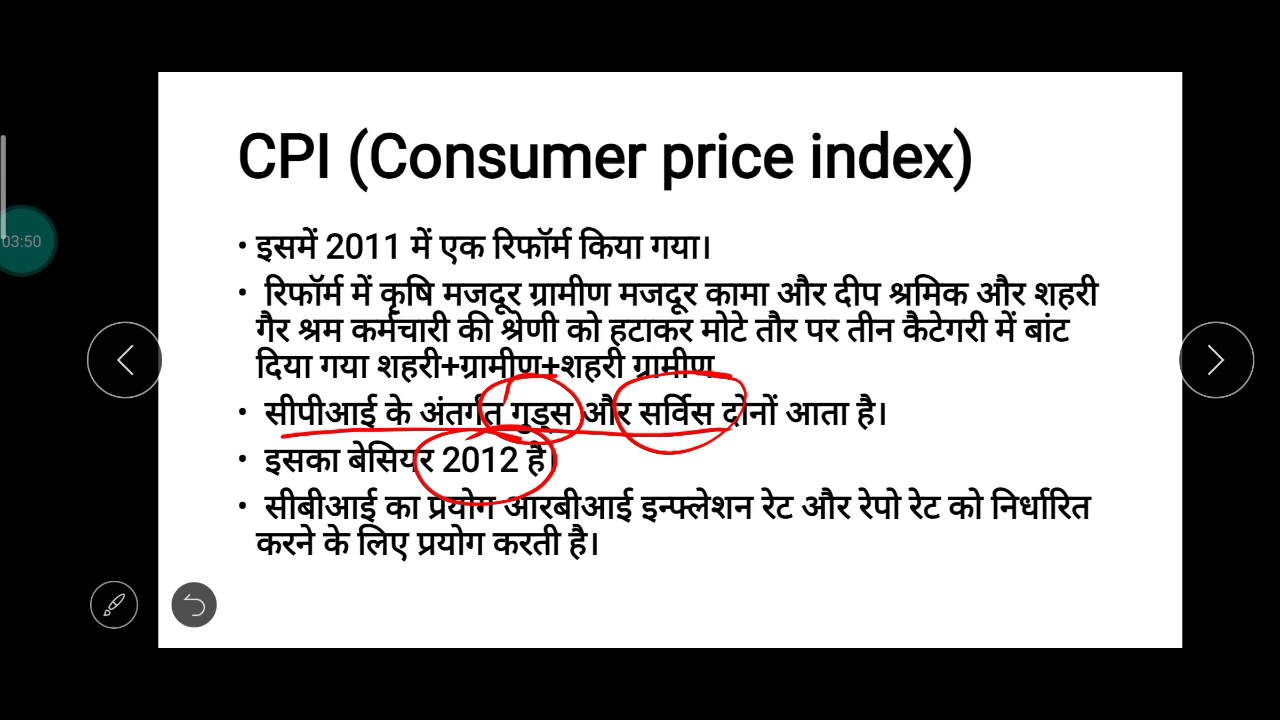 CPI (Consumer price index)
• इसमें 2011 में एक रिफॉर्म किया गया।
• रिफॉर्म में कृषि मजदूर ग्रामीण मजदूर कामा और दीप श्रमिक और शहरी
गैर श्रम कर्मचारी की श्रेणी को हटाकर मोटे तौर पर तीन कैटेगरी में बांट
दिया गया शहरी+ग्रामीण+शहरी ग्रामीण
03:50
• सीपीआई के अंतर्गत गुड्स और सर्विस दोनों आता है।
• इसका बेसियर 2012 है।
• सीबीआई का प्रयोग आरबीआई इन्फ्लेशन रेट और रेपो रेट को निर्धारित
करने के लिए प्रयोग करती है।